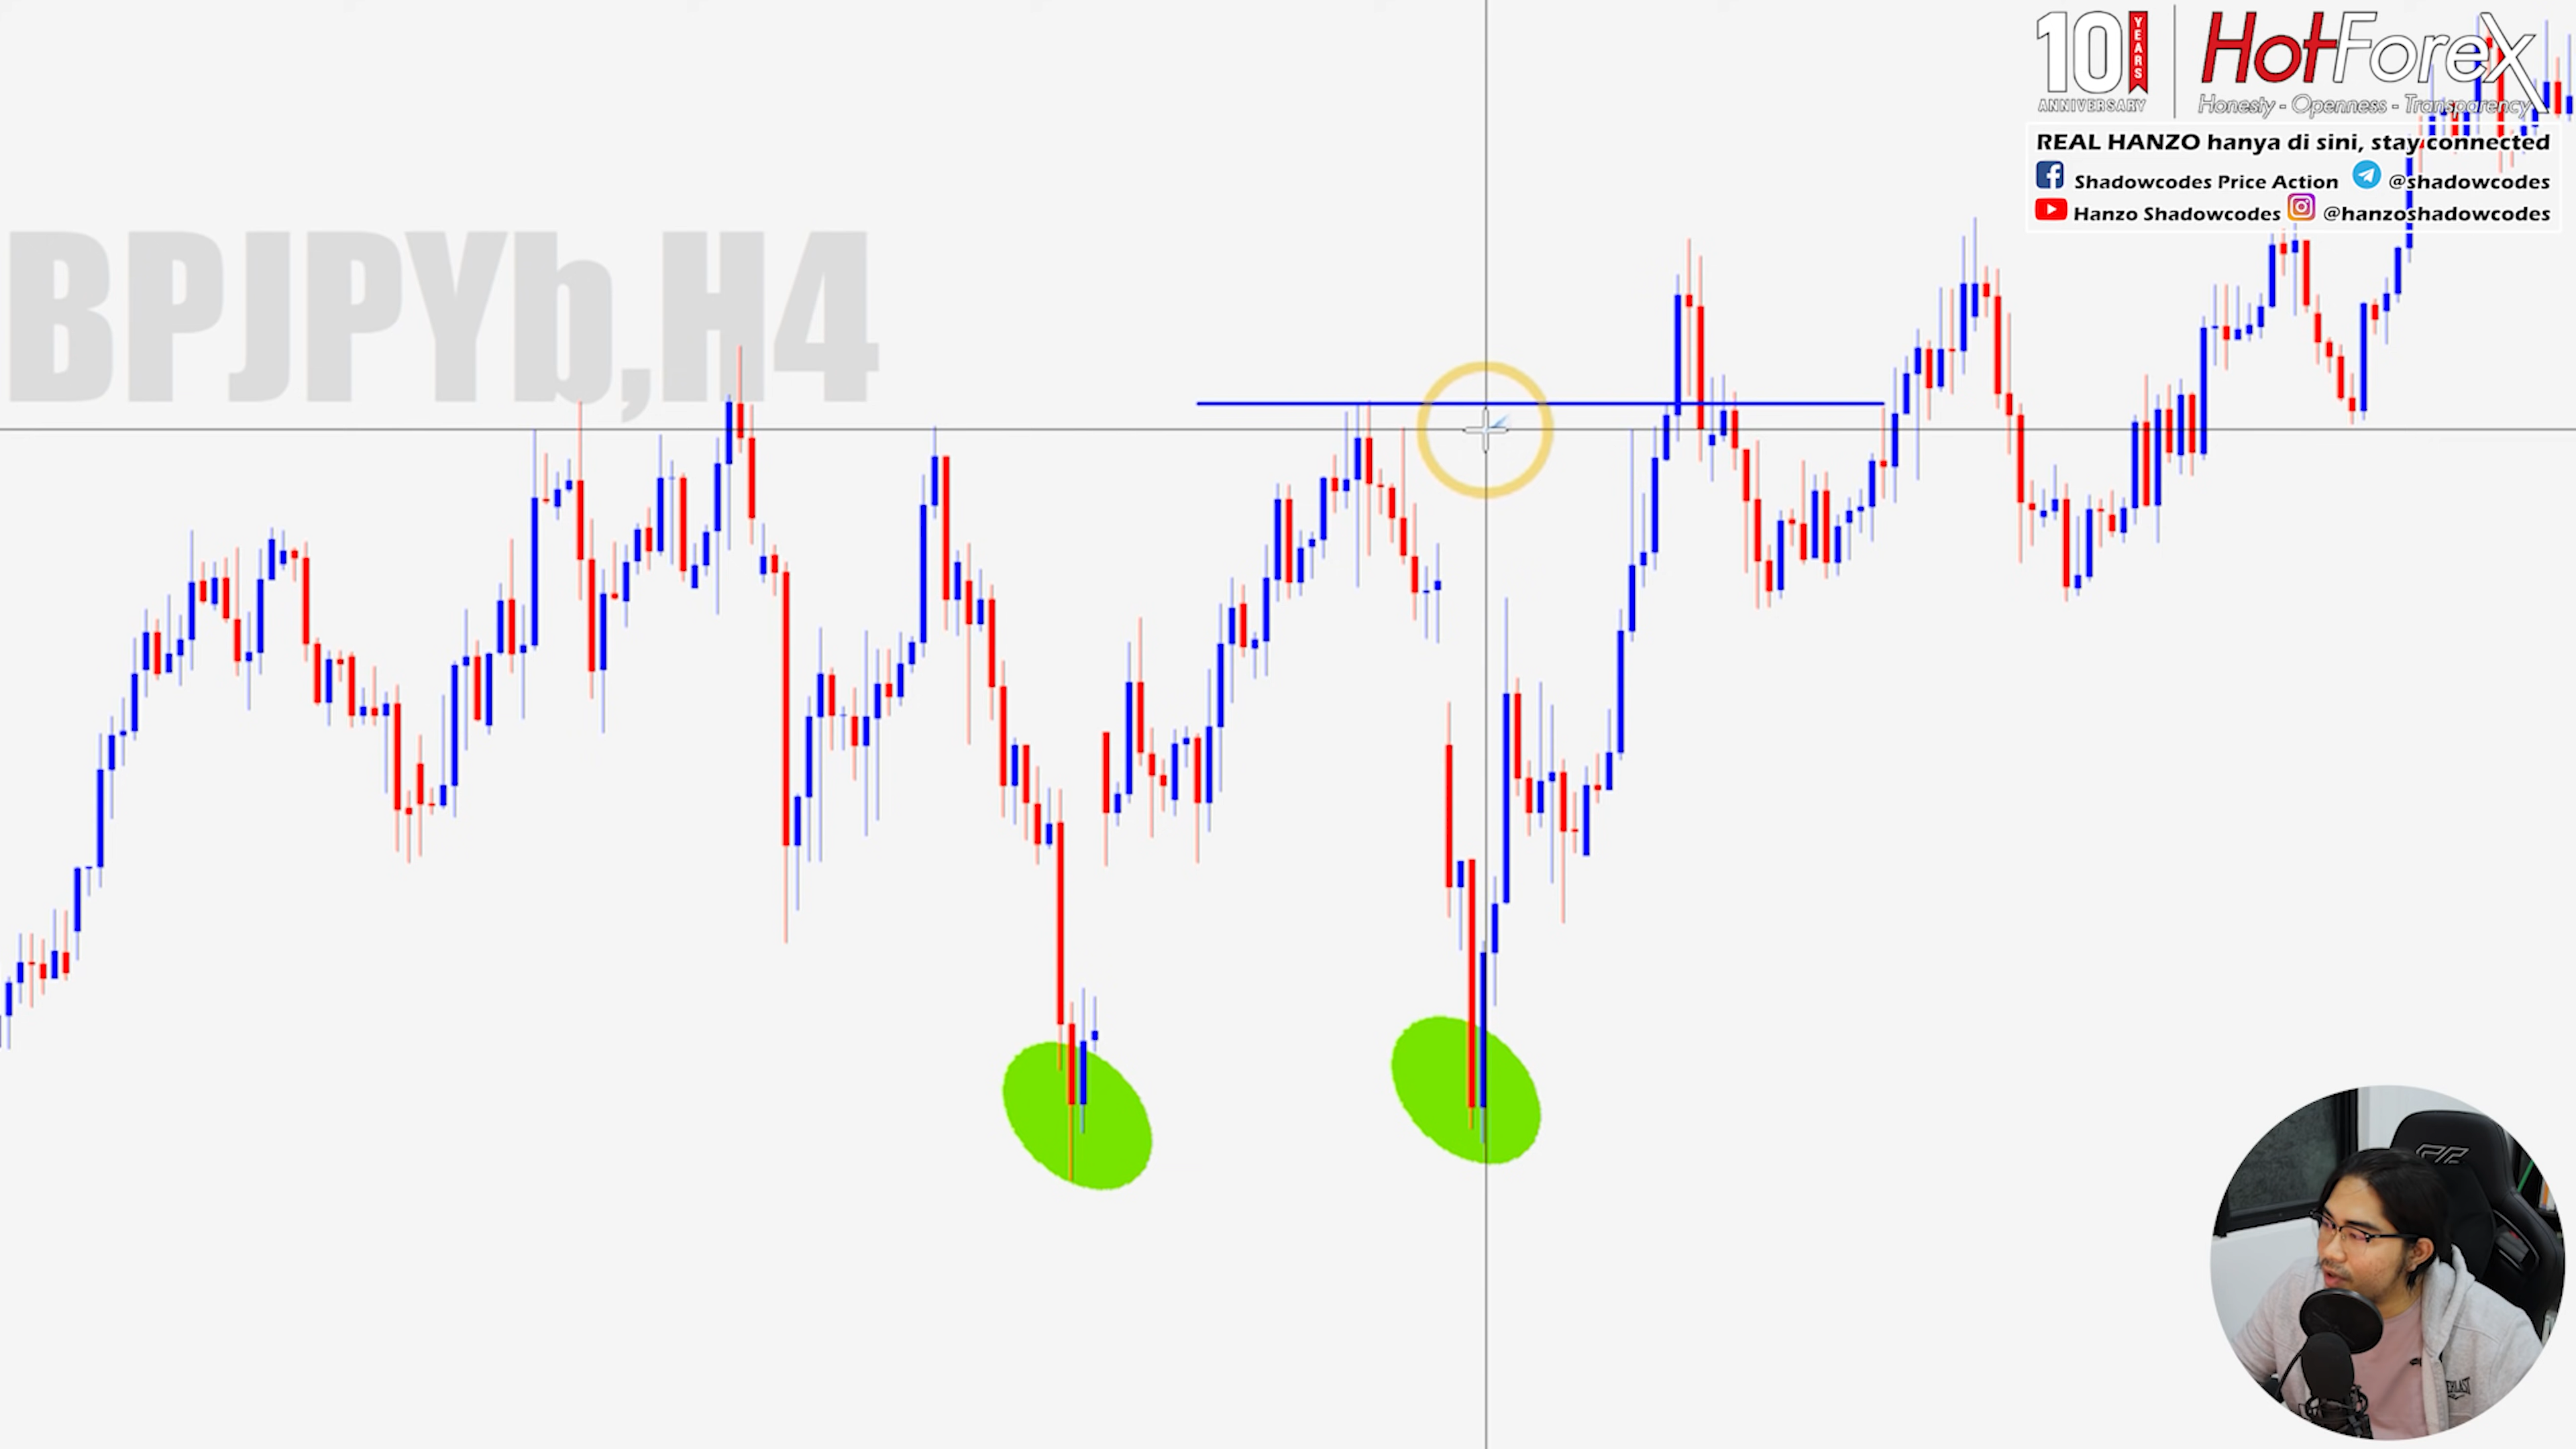 10 YEARS
ANNIVERSARY
HotForex
Honesty - Openness - Transparency
REAL HANZO hanya di sini, stay connected
Shadowcodes Price Action @shadowcodes
Hanzo Shadowcodes @hanzoshadowcodes
BPJPYb,H4